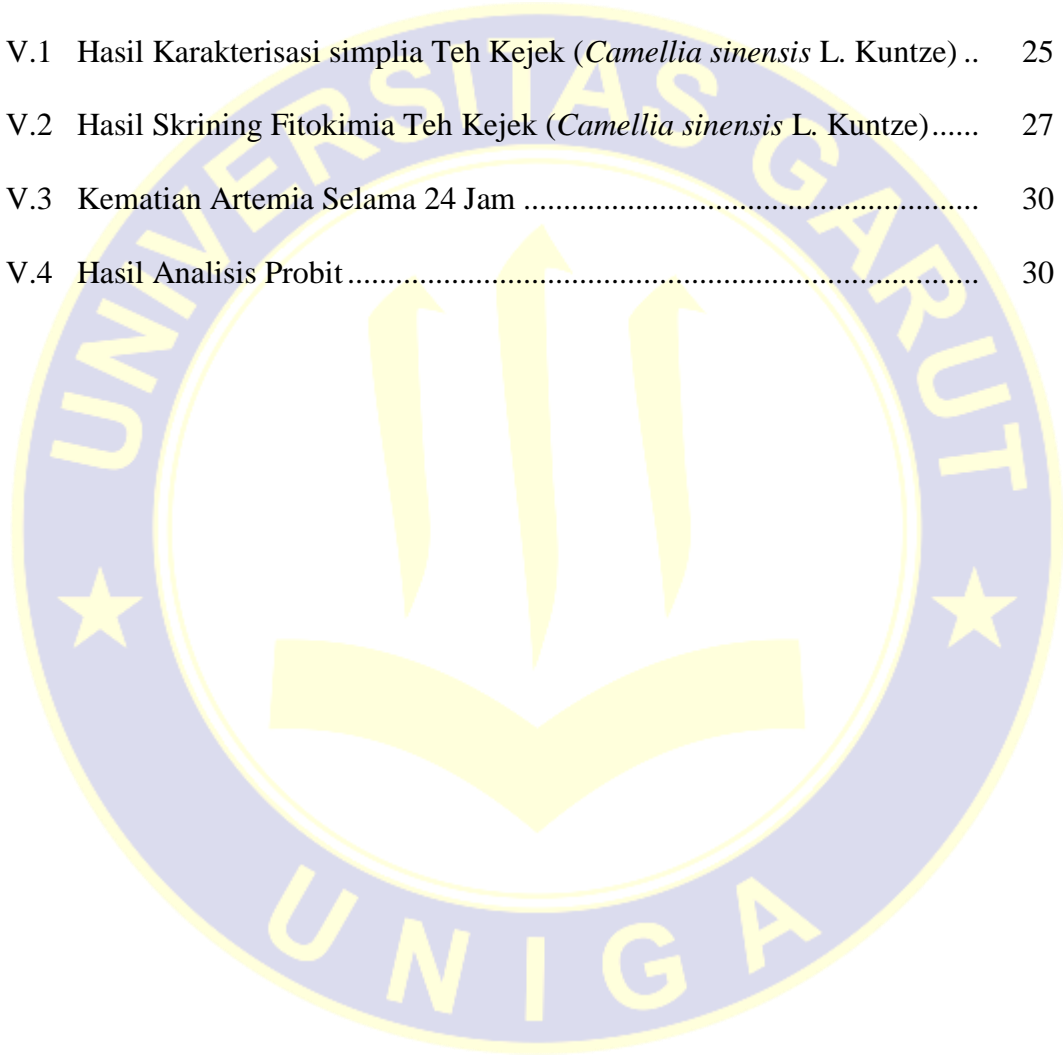 V.1 Hasil Karakterisasi simplia Teh Kejek (Camellia sinensis L. Kuntze) .. 25
V.2 Hasil Skrining Fitokimia Teh Kejek (Camellia sinensis L. Kuntze)...... 27
V.3 Kematian Artemia Selama 24 Jam ........................................................ 30
V.4 Hasil Analisis Probit.............................................................................. 30
UNIVERSITAS GARUT
UNIGA